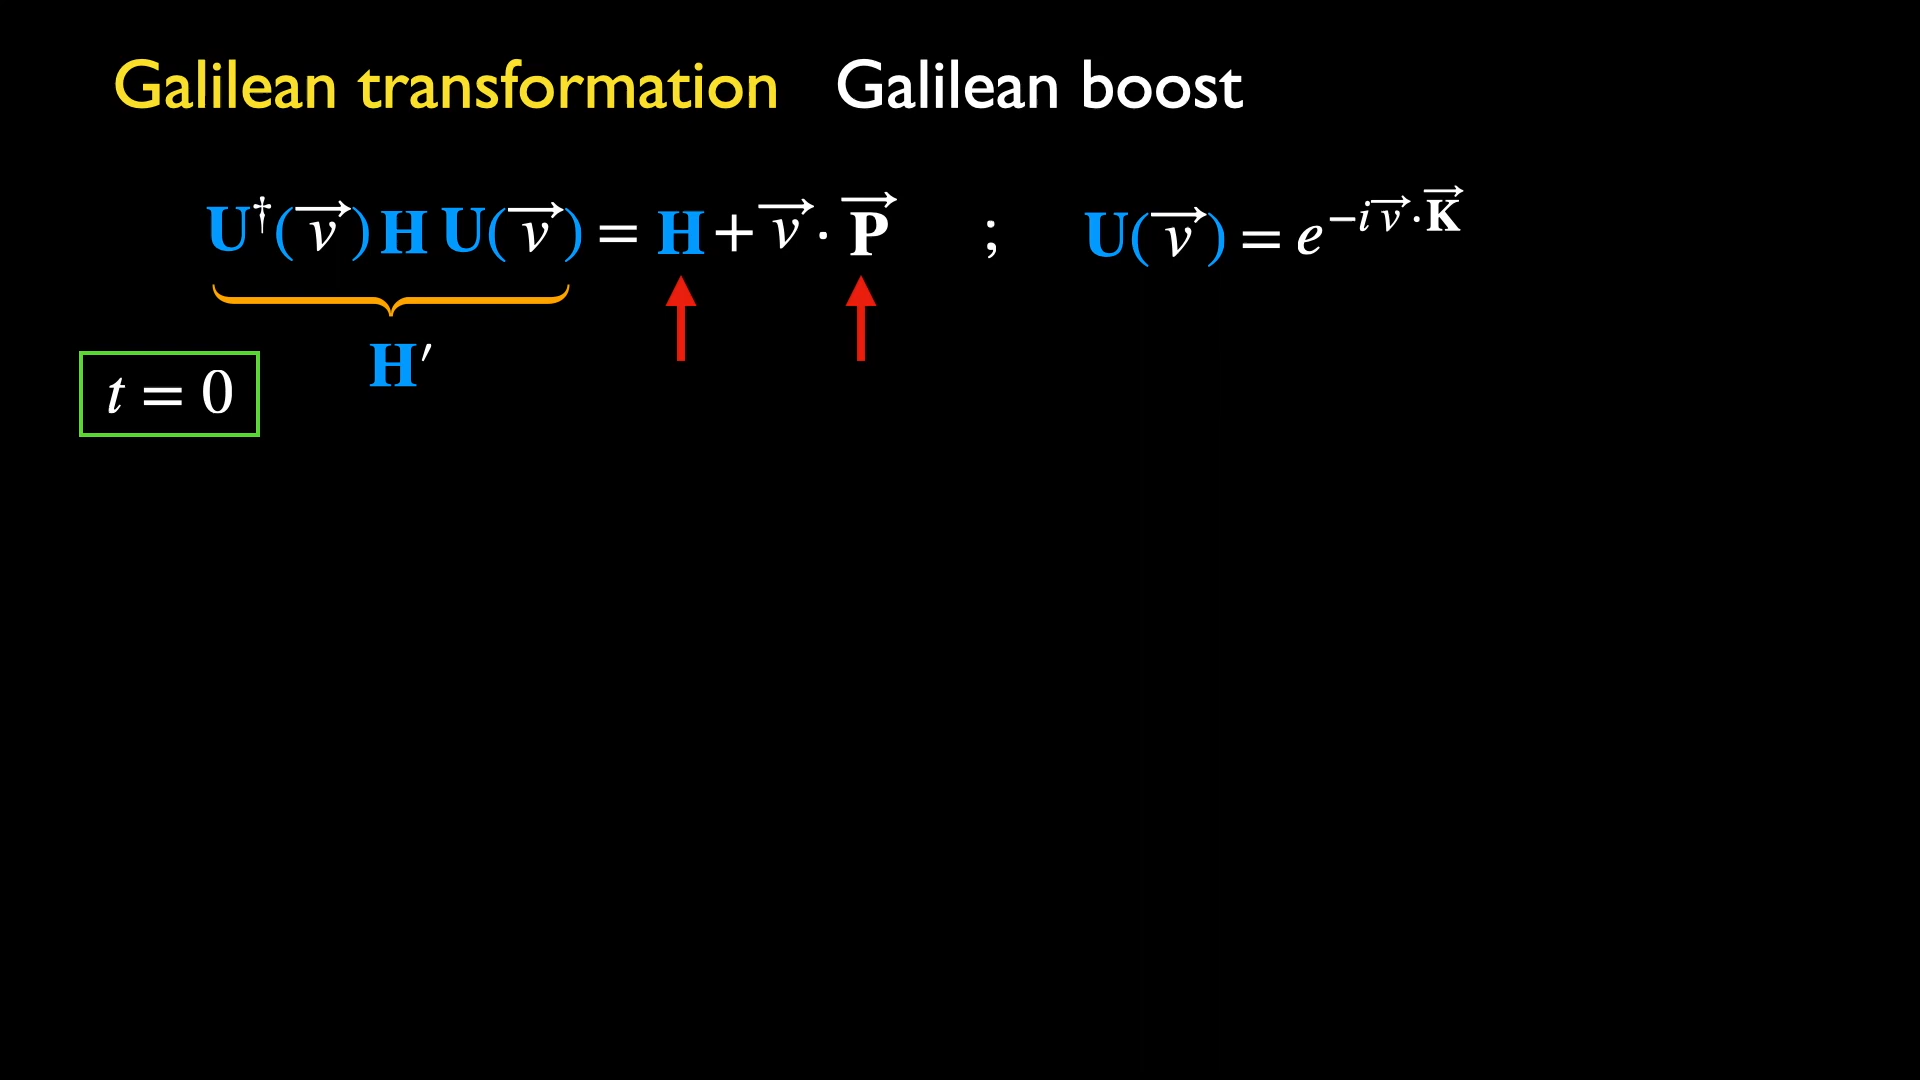 Galilean transformation Galilean boost
U†(v⃗) H U(v⃗) = H + v⃗ · P⃗ ; U(v⃗) = e^{−i v⃗ · K⃗}
H′
t = 0